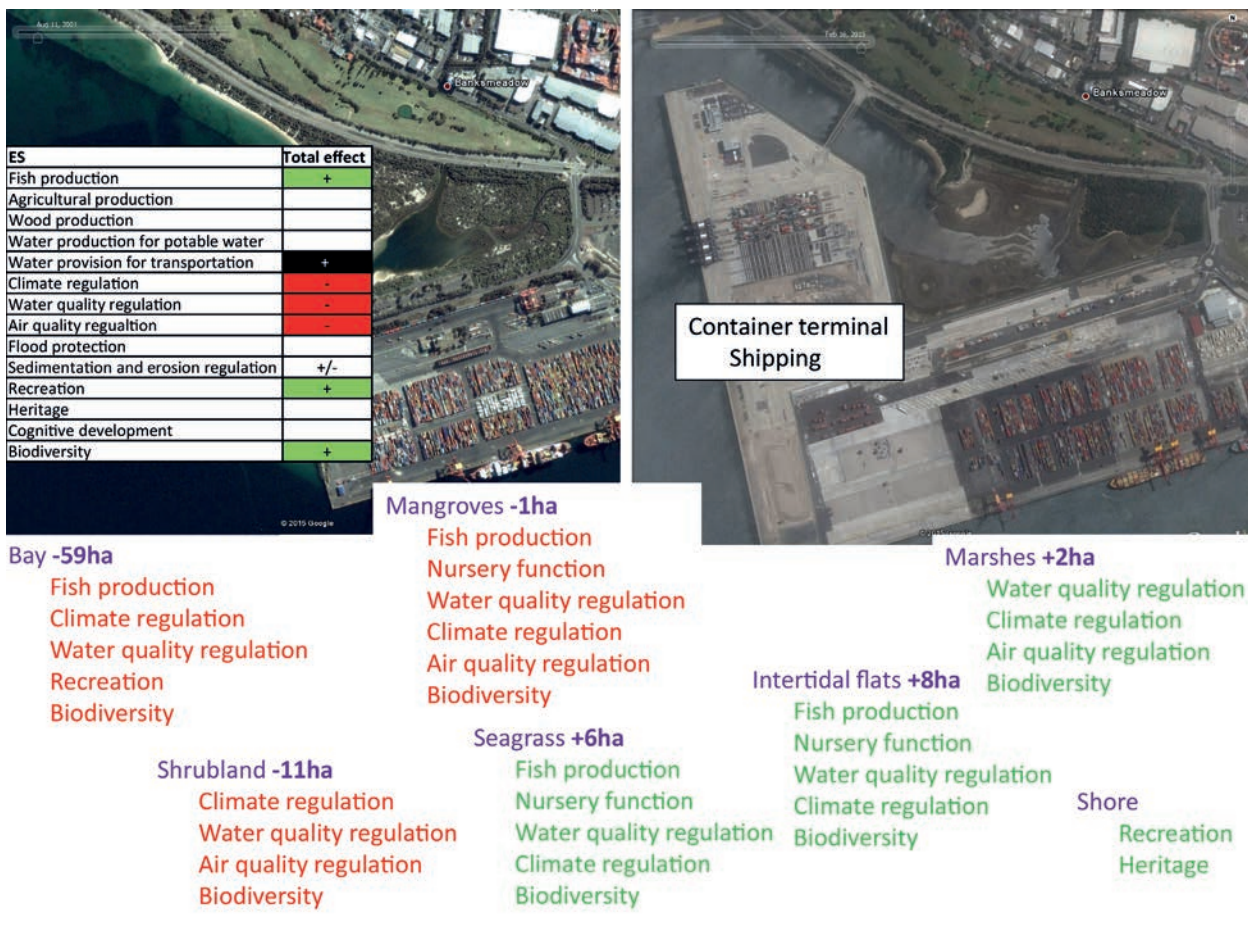 Aug 11, 2001
Banksmeadow
ES Total effect
Fish production +
Agricultural production
Wood production
Water production for potable water
Water provision for transportation +
Climate regulation -
Water quality regulation -
Air quality regualtion -
Flood protection
Sedimentation and erosion regulation +/-
Recreation +
Heritage
Cognitive development
Biodiversity +
© 2015 Google
Banksmeadow
Container terminal
Shipping
Bay -59ha
Fish production
Climate regulation
Water quality regulation
Recreation
Biodiversity
Mangroves -1ha
Fish production
Nursery function
Water quality regulation
Climate regulation
Air quality regulation
Biodiversity
Shrubland -11ha
Climate regulation
Water quality regulation
Air quality regulation
Biodiversity
Seagrass +6ha
Fish production
Nursery function
Water quality regulation
Climate regulation
Biodiversity
Intertidal flats +8ha
Fish production
Nursery function
Water quality regulation
Climate regulation
Biodiversity
Marshes +2ha
Water quality regulation
Climate regulation
Air quality regulation
Biodiversity
Shore
Recreation
Heritage